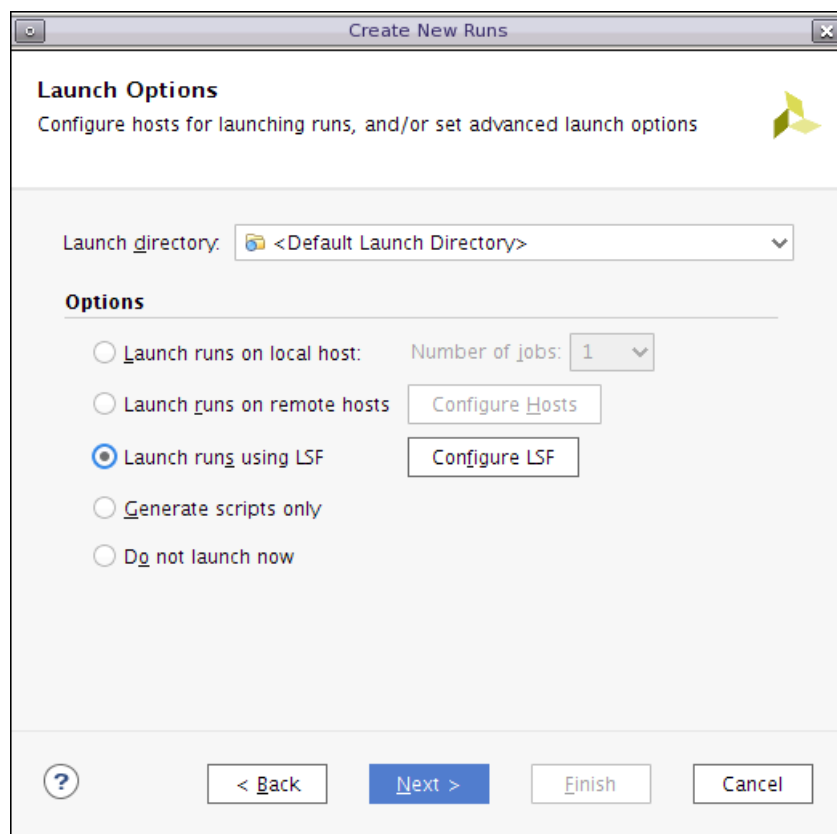 Create New Runs
Launch Options
Configure hosts for launching runs, and/or set advanced launch options
Launch directory: <Default Launch Directory>
Options
Launch runs on local host: Number of jobs: 1
Launch runs on remote hosts Configure Hosts
Launch runs using LSF Configure LSF
Generate scripts only
Do not launch now
? < Back Next > Finish Cancel